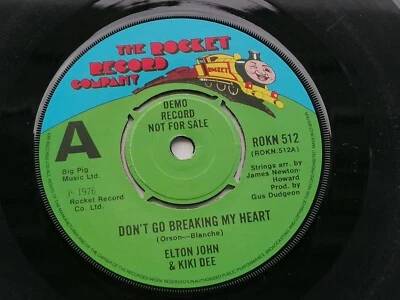 THE ROCKET
RECORD
COMPANY
ROCKET
DEMO
RECORD
NOT FOR SALE
A
ROKN 512
(ROKN.512A)
Big Pig
Music Ltd.
℗ 1976
Rocket Record
Co. Ltd.
Strings arr. by
James Newton-
Howard
Prod. by
Gus Dudgeon
DON'T GO BREAKING MY HEART
(Orson—Blanche)
ELTON JOHN
& KIKI DEE